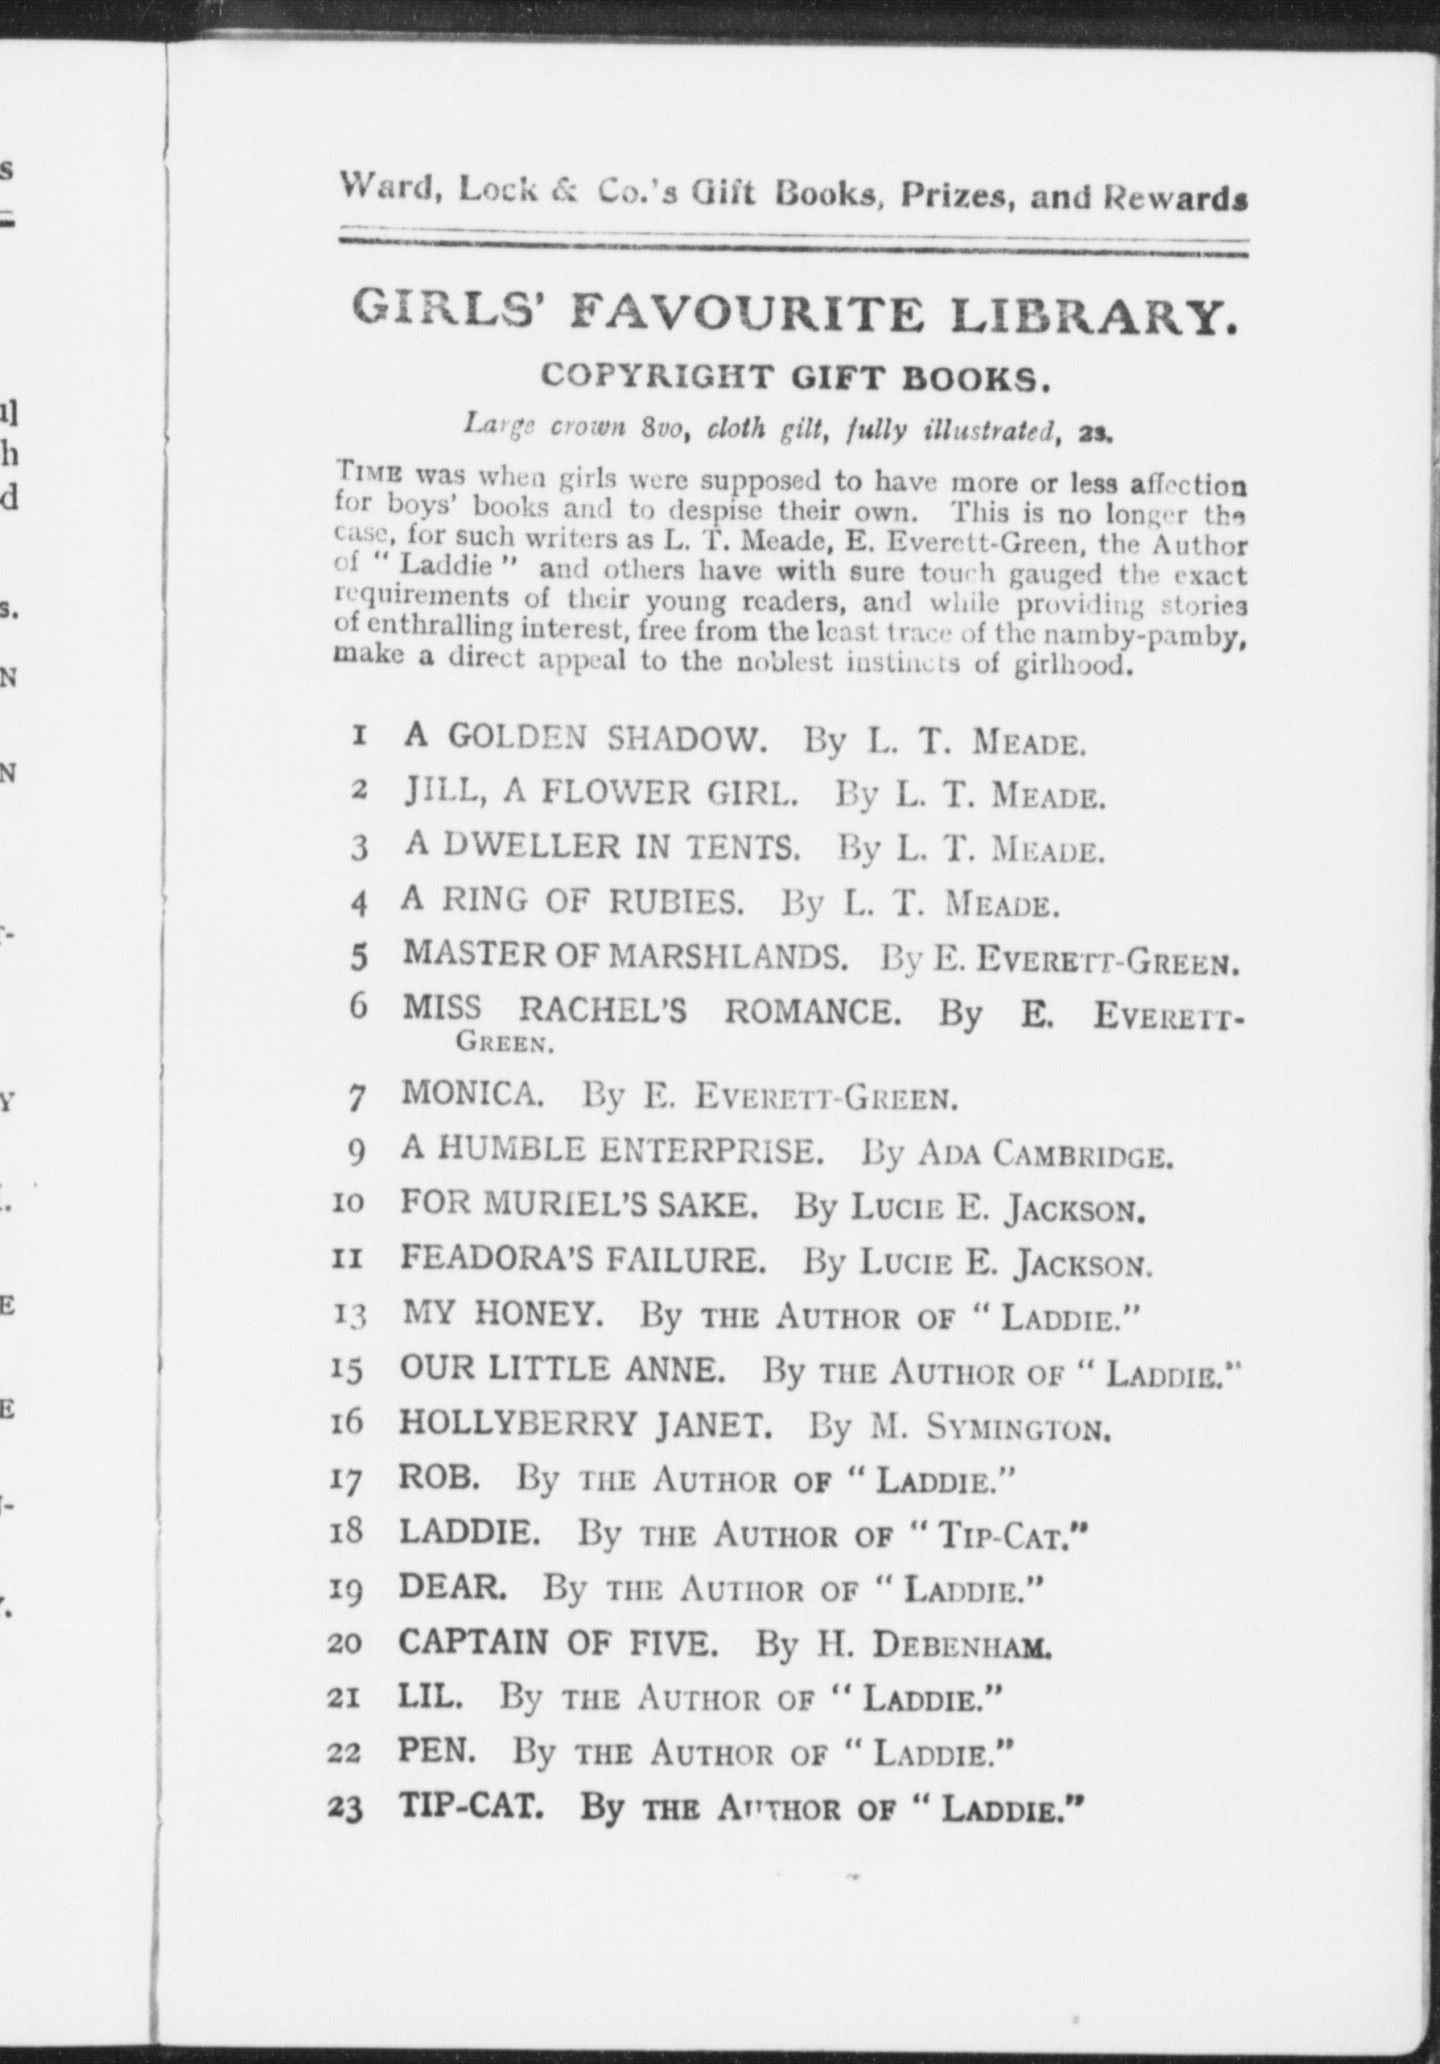 Ward, Lock & Co.'s Gift Books, Prizes, and Rewards
GIRLS' FAVOURITE LIBRARY.
COPYRIGHT GIFT BOOKS.
Large crown 8vo, cloth gilt, fully illustrated, 2s.
TIME was when girls were supposed to have more or less affection
for boys' books and to despise their own. This is no longer the
case, for such writers as L. T. Meade, E. Everett-Green, the Author
of “ Laddie ” and others have with sure touch gauged the exact
requirements of their young readers, and while providing stories
of enthralling interest, free from the least trace of the namby-pamby,
make a direct appeal to the noblest instincts of girlhood.
1 A GOLDEN SHADOW. By L. T. MEADE.
2 JILL, A FLOWER GIRL. By L. T. MEADE.
3 A DWELLER IN TENTS. By L. T. MEADE.
4 A RING OF RUBIES. By L. T. MEADE.
5 MASTER OF MARSHLANDS. By E. EVERETT-GREEN.
6 MISS RACHEL'S ROMANCE. By E. EVERETT-
GREEN.
7 MONICA. By E. EVERETT-GREEN.
9 A HUMBLE ENTERPRISE. By ADA CAMBRIDGE.
10 FOR MURIEL'S SAKE. By LUCIE E. JACKSON.
11 FEADORA'S FAILURE. By LUCIE E. JACKSON.
13 MY HONEY. By THE AUTHOR OF “ LADDIE.”
15 OUR LITTLE ANNE. By THE AUTHOR OF “ LADDIE.”
16 HOLLYBERRY JANET. By M. SYMINGTON.
17 ROB. By THE AUTHOR OF “ LADDIE.”
18 LADDIE. By THE AUTHOR OF “ TIP-CAT.”
19 DEAR. By THE AUTHOR OF “ LADDIE.”
20 CAPTAIN OF FIVE. By H. DEBENHAM.
21 LIL. By THE AUTHOR OF “ LADDIE.”
22 PEN. By THE AUTHOR OF “ LADDIE.”
23 TIP-CAT. By THE AUTHOR OF “ LADDIE.”